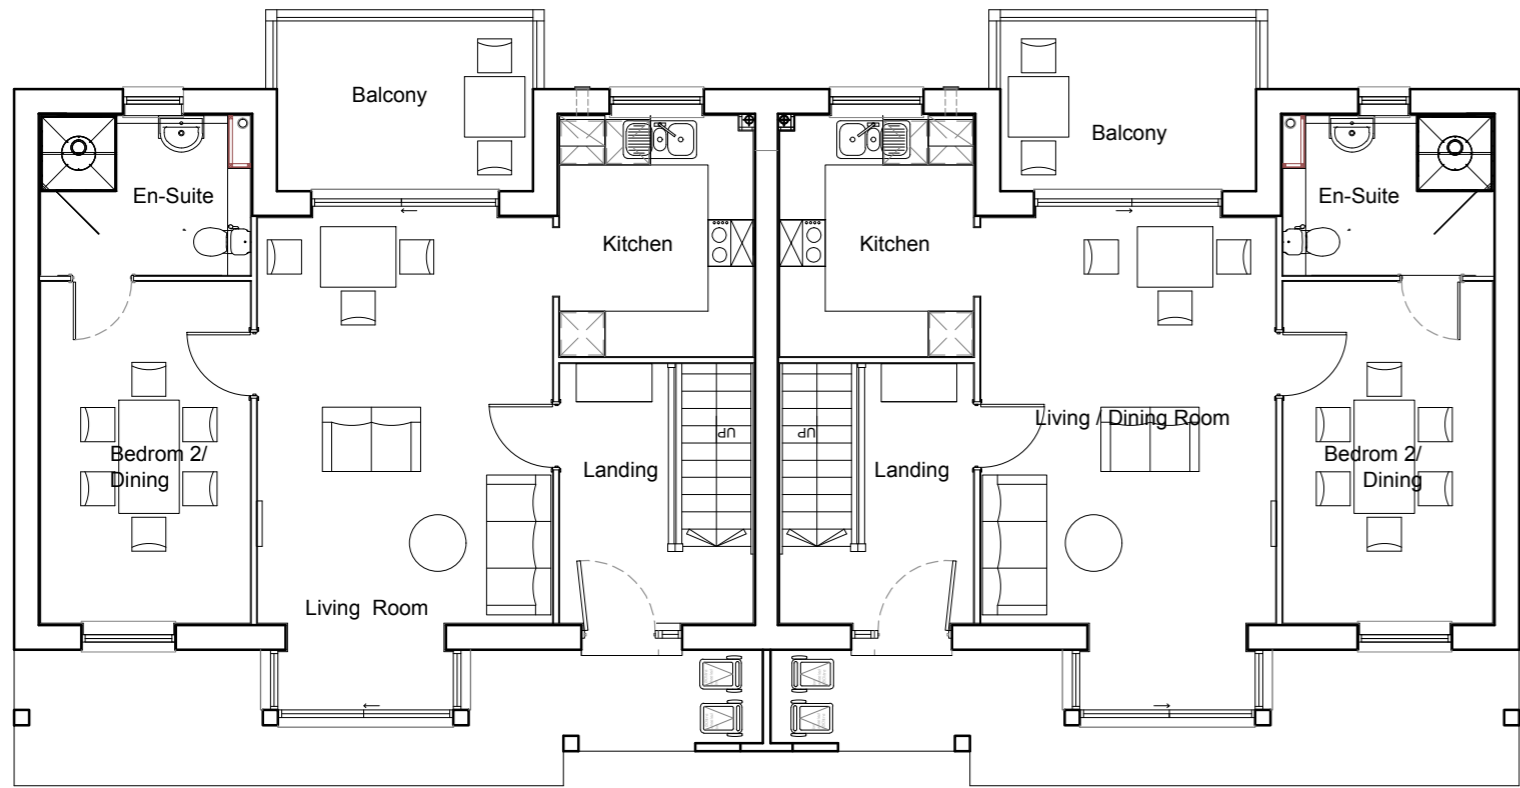 Balcony
Balcony
En-Suite
En-Suite
Kitchen
Kitchen
Living / Dining Room
UP
UP
Bedrom 2/
Dining
Landing
Landing
Bedrom 2/
Dining
Living Room